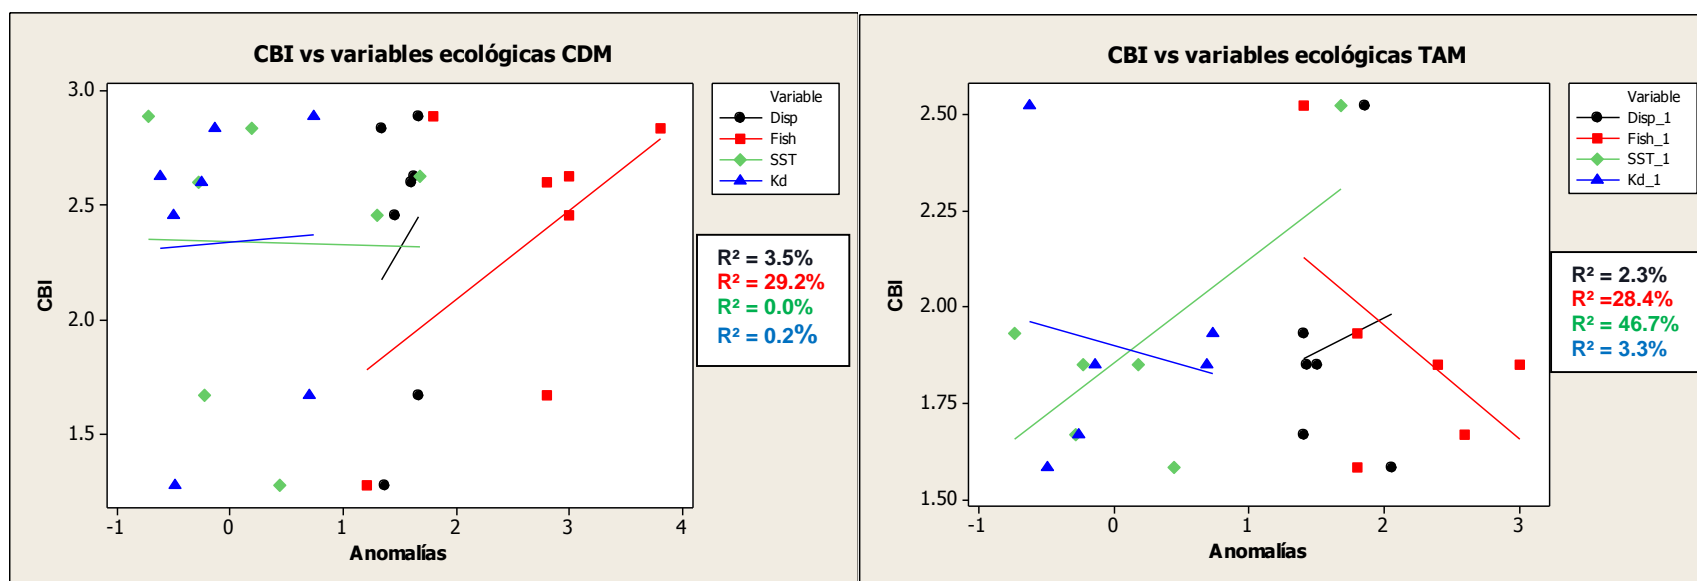 CBI vs variables ecológicas CDM
3.0
2.5
2.0
1.5
CBI
-1
0
1
2
3
4
Anomalías
Variable
Disp
Fish
SST
Kd
R² = 3.5%
R² = 29.2%
R² = 0.0%
R² = 0.2%
CBI vs variables ecológicas TAM
2.50
2.25
2.00
1.75
1.50
CBI
-1
0
1
2
3
Anomalías
Variable
Disp_1
Fish_1
SST_1
Kd_1
R² = 2.3%
R² =28.4%
R² = 46.7%
R² = 3.3%